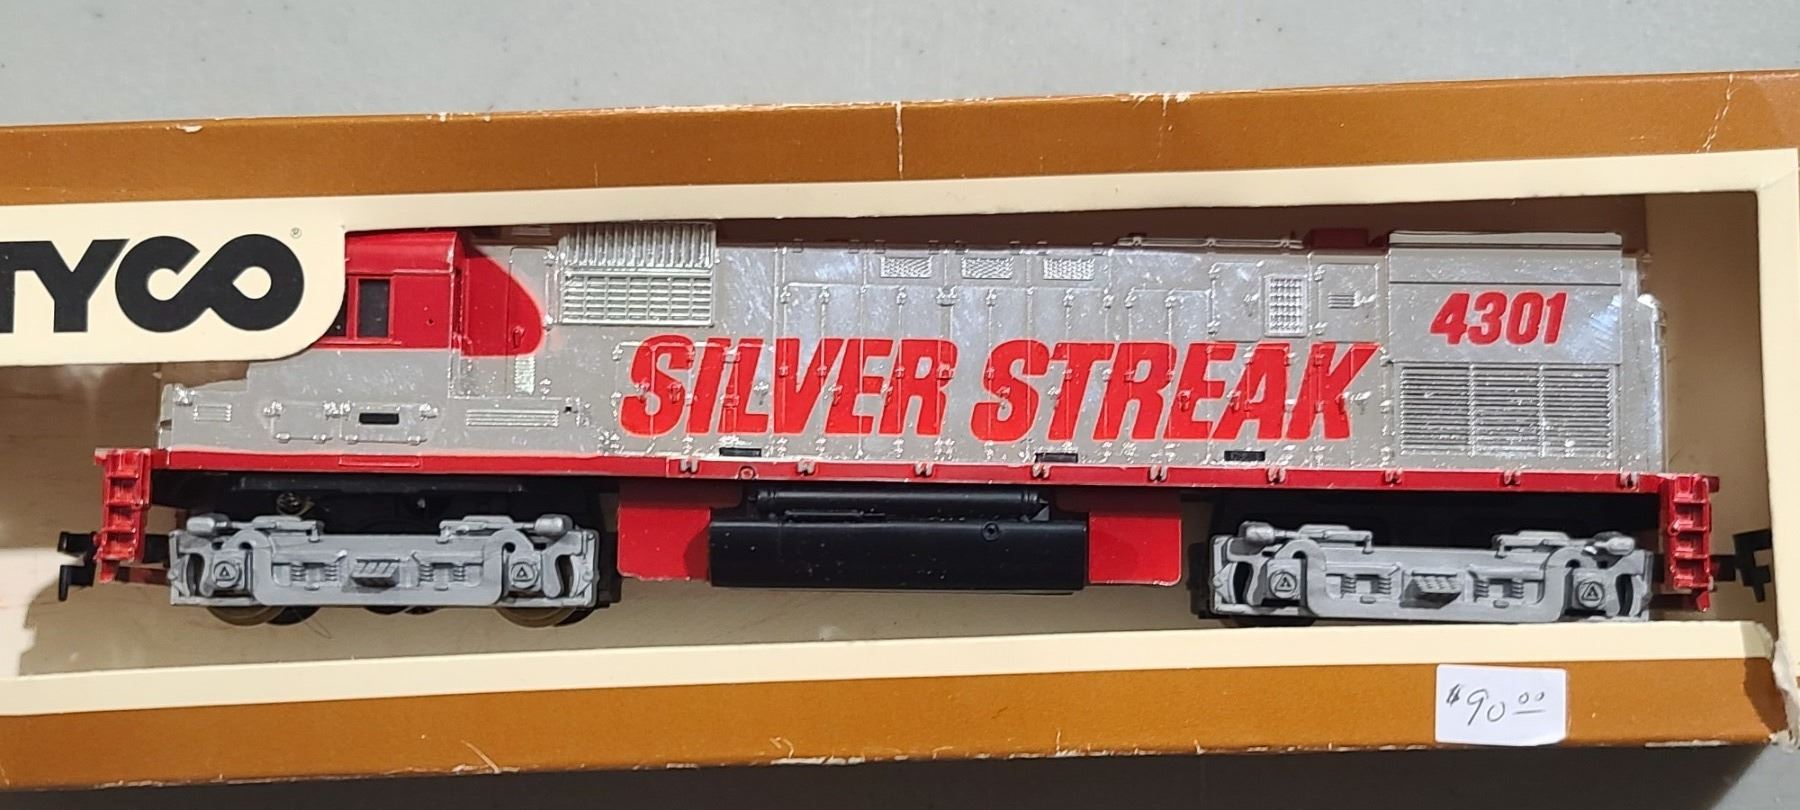 TYCO®
SILVER STREAK
4301
$90.00